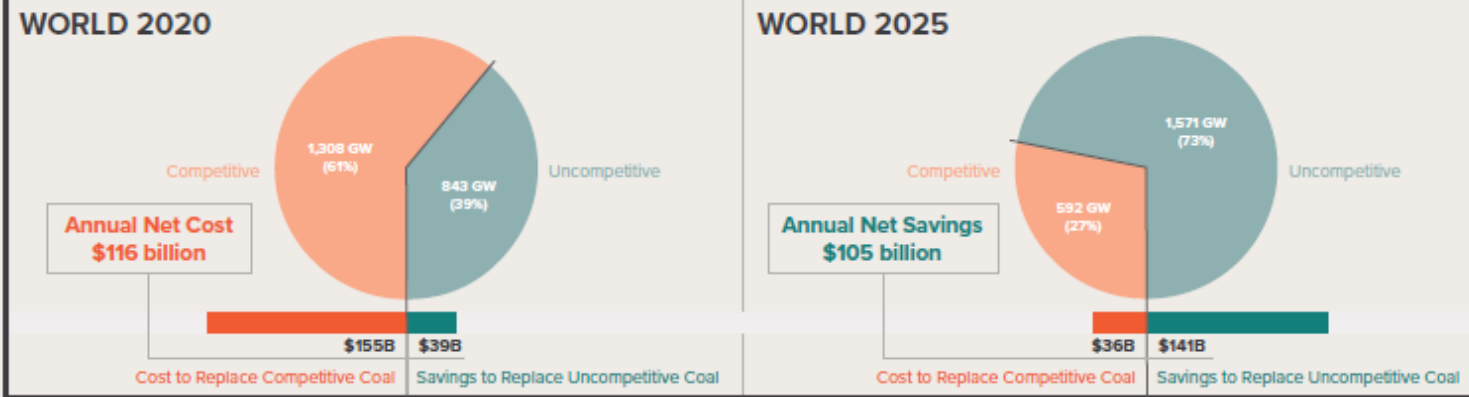 WORLD 2020
1,308 GW
(61%)
Competitive
843 GW
(39%)
Uncompetitive
Annual Net Cost
$116 billion
$155B
$39B
Cost to Replace Competitive Coal
Savings to Replace Uncompetitive Coal
WORLD 2025
1,571 GW
(73%)
Competitive
Uncompetitive
592 GW
(27%)
Annual Net Savings
$105 billion
$36B
$141B
Cost to Replace Competitive Coal
Savings to Replace Uncompetitive Coal